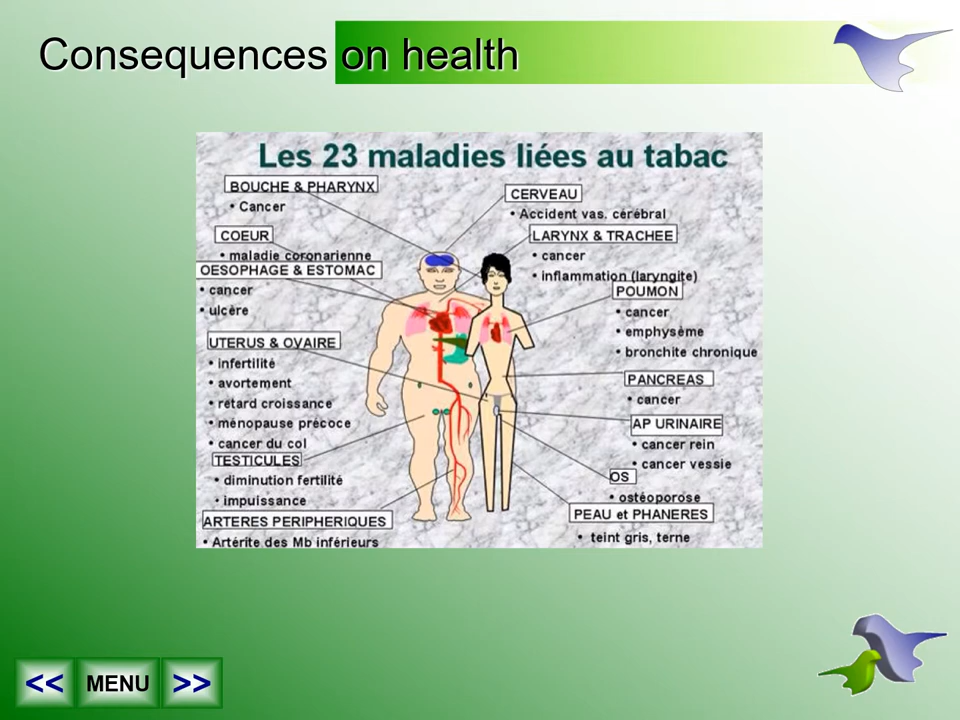 Consequences on health
Les 23 maladies liées au tabac
BOUCHE & PHARYNX
• Cancer
COEUR
• maladie coronarienne
OESOPHAGE & ESTOMAC
• cancer
• ulcère
UTERUS & OVAIRE
• infertilité
• avortement
• retard croissance
• ménopause précoce
• cancer du col
TESTICULES
• diminution fertilité
• impuissance
ARTERES PERIPHERIQUES
• Artérite des Mb inférieurs
CERVEAU
• Accident vas. cérébral
LARYNX & TRACHEE
• cancer
• inflammation (laryngite)
POUMON
• cancer
• emphysème
• bronchite chronique
PANCREAS
• cancer
AP URINAIRE
• cancer rein
• cancer vessie
OS
• ostéoporose
PEAU et PHANERES
• teint gris, terne
<< MENU >>